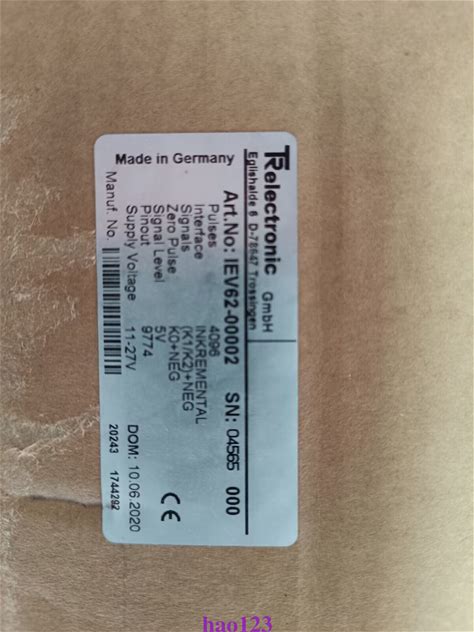 TRelectronic GmbH
Eglishalde 6 D-78647 Trossingen
Art.No: IEV62-00002 SN: 04565 000
Pulses 4096
Interface INKREMENTAL
Signals (K1/K2)+NEG
Zero Pulse K0+NEG
Signal Level 5V
Pinout 9774
Supply Voltage 11-27V
DOM: 10.06.2020
Manuf. No.
20243 1744292
Made in Germany
CE
hao123